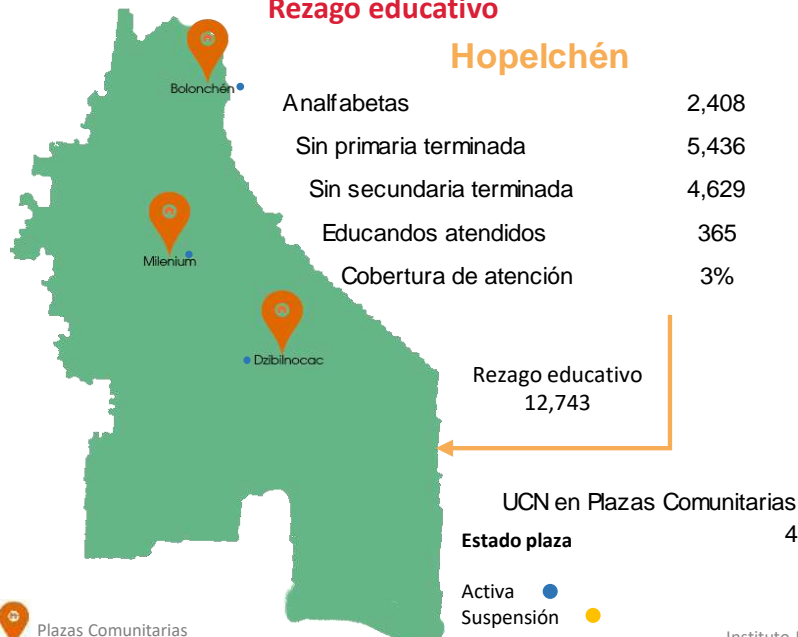 Rezago educativo
Hopelchén
Bolonchén
Analfabetas 2,408
Sin primaria terminada 5,436
Sin secundaria terminada 4,629
Educandos atendidos 365
Milenium
Cobertura de atención 3%
Dzibilnocac
Rezago educativo
12,743
UCN en Plazas Comunitarias
4
Estado plaza
Activa
Suspensión
Plazas Comunitarias
Instituto